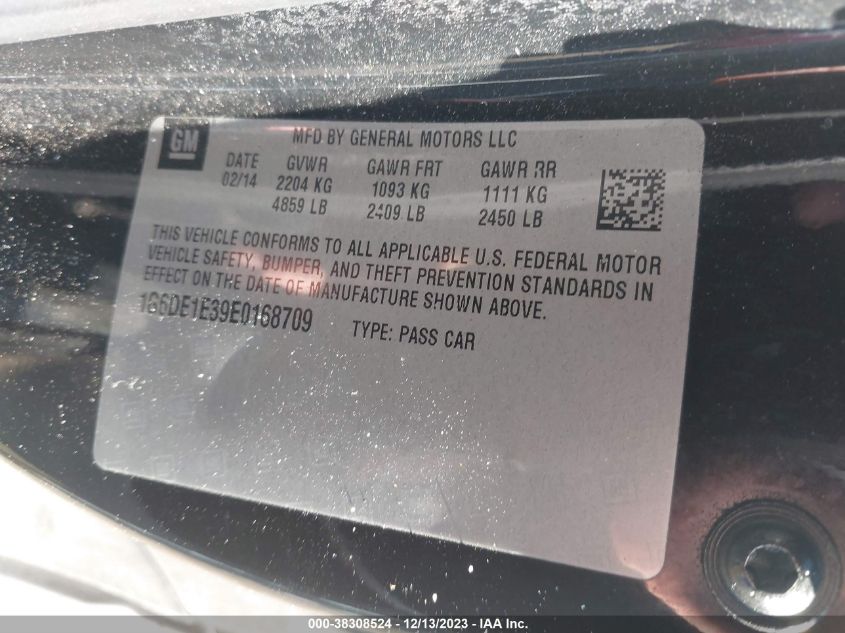 GM
MFD BY GENERAL MOTORS LLC
DATE GVWR GAWR FRT GAWR RR
02/14 2204 KG 1093 KG 1111 KG
4859 LB 2409 LB 2450 LB
THIS VEHICLE CONFORMS TO ALL APPLICABLE U.S. FEDERAL MOTOR
VEHICLE SAFETY, BUMPER, AND THEFT PREVENTION STANDARDS IN
EFFECT ON THE DATE OF MANUFACTURE SHOWN ABOVE.
1G6DE1E39E0168709 TYPE: PASS CAR
000-38308524 - 12/13/2023 - IAA Inc.